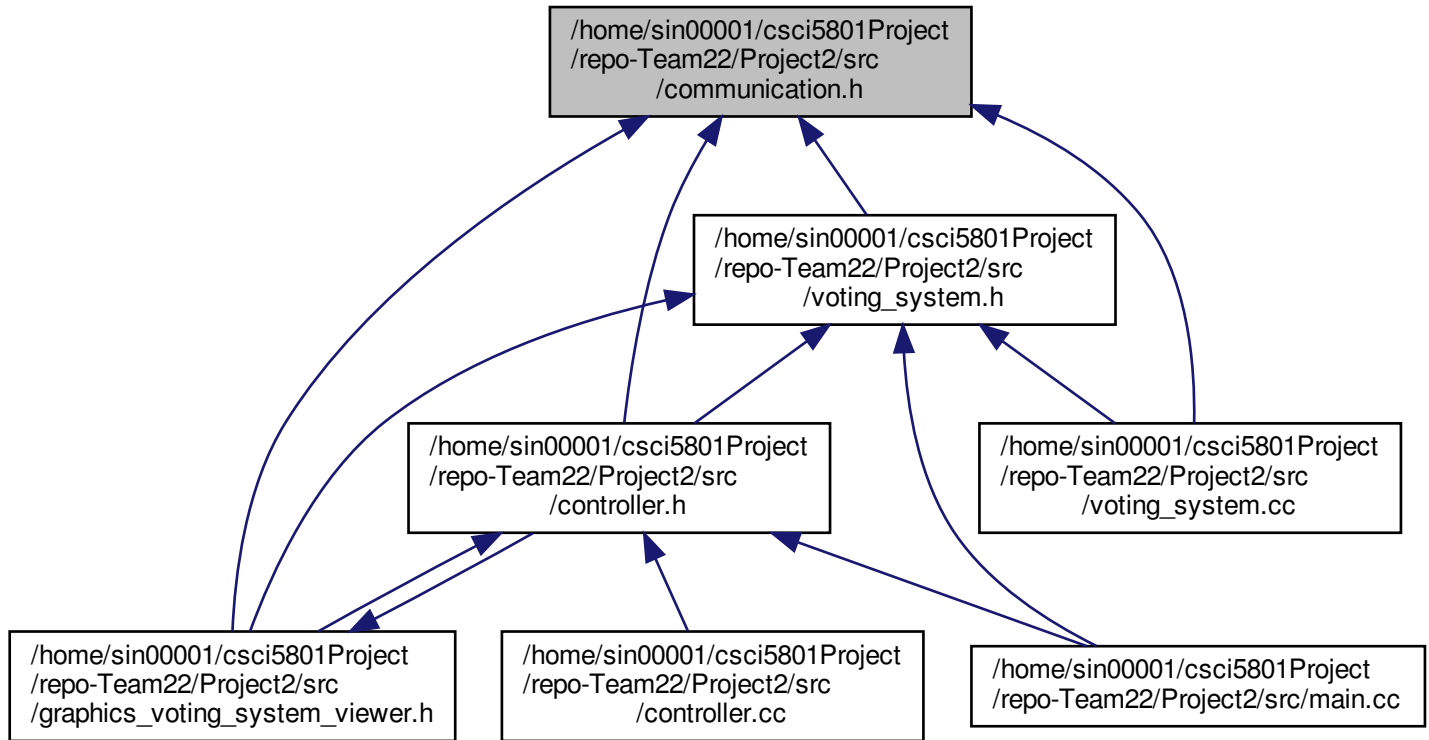 /home/sin00001/csci5801Project
/repo-Team22/Project2/src
/communication.h
/home/sin00001/csci5801Project
/repo-Team22/Project2/src
/voting_system.h
/home/sin00001/csci5801Project
/repo-Team22/Project2/src
/controller.h
/home/sin00001/csci5801Project
/repo-Team22/Project2/src
/voting_system.cc
/home/sin00001/csci5801Project
/repo-Team22/Project2/src
/graphics_voting_system_viewer.h
/home/sin00001/csci5801Project
/repo-Team22/Project2/src
/controller.cc
/home/sin00001/csci5801Project
/repo-Team22/Project2/src/main.cc